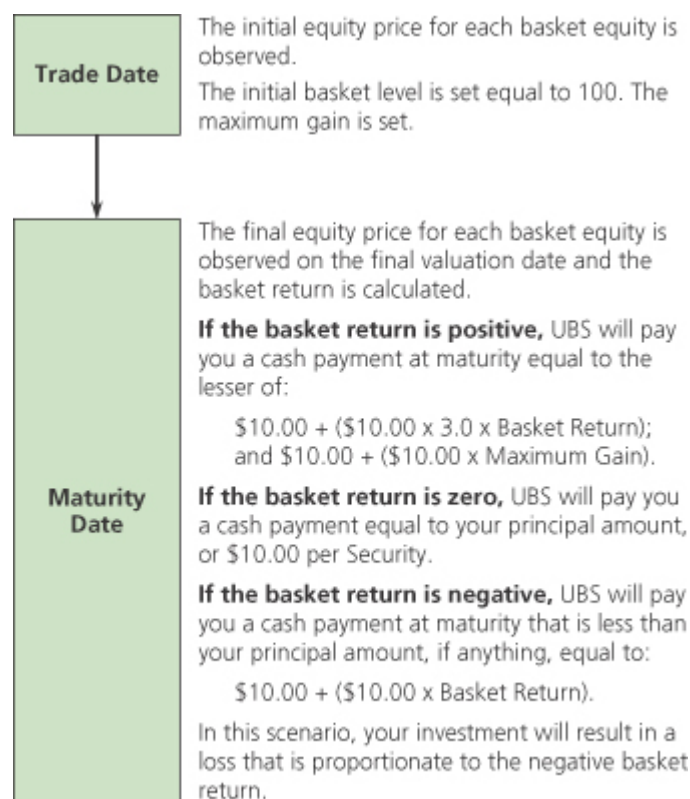 Trade Date
The initial equity price for each basket equity is
observed.
The initial basket level is set equal to 100. The
maximum gain is set.
Maturity
Date
The final equity price for each basket equity is
observed on the final valuation date and the
basket return is calculated.
If the basket return is positive, UBS will pay
you a cash payment at maturity equal to the
lesser of:
$10.00 + ($10.00 x 3.0 x Basket Return);
and $10.00 + ($10.00 x Maximum Gain).
If the basket return is zero, UBS will pay you
a cash payment equal to your principal amount,
or $10.00 per Security.
If the basket return is negative, UBS will pay
you a cash payment at maturity that is less than
your principal amount, if anything, equal to:
$10.00 + ($10.00 x Basket Return).
In this scenario, your investment will result in a
loss that is proportionate to the negative basket
return.